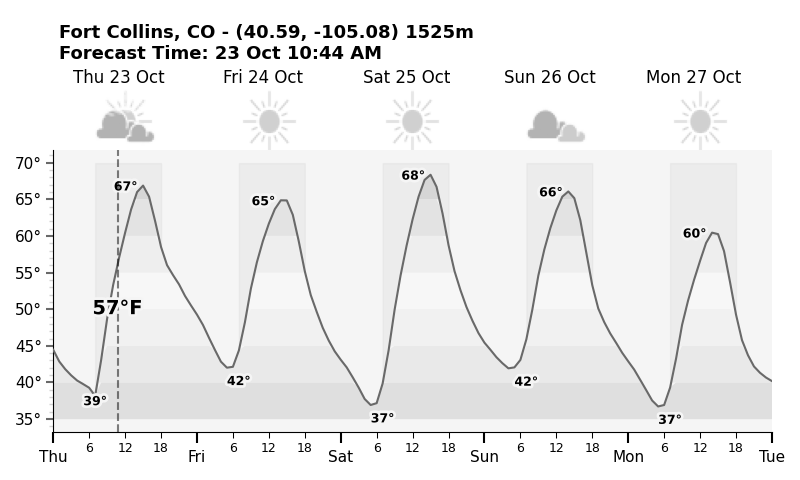 Fort Collins, CO - (40.59, -105.08) 1525m
Forecast Time: 23 Oct 10:44 AM
Thu 23 Oct Fri 24 Oct Sat 25 Oct Sun 26 Oct Mon 27 Oct
70°
65°
60°
55°
50°
45°
40°
35°
67° 65° 68° 66° 60°
57°F
39° 42° 37° 42° 37°
6 12 18 6 12 18 6 12 18 6 12 18 6 12 18
Thu Fri Sat Sun Mon Tue